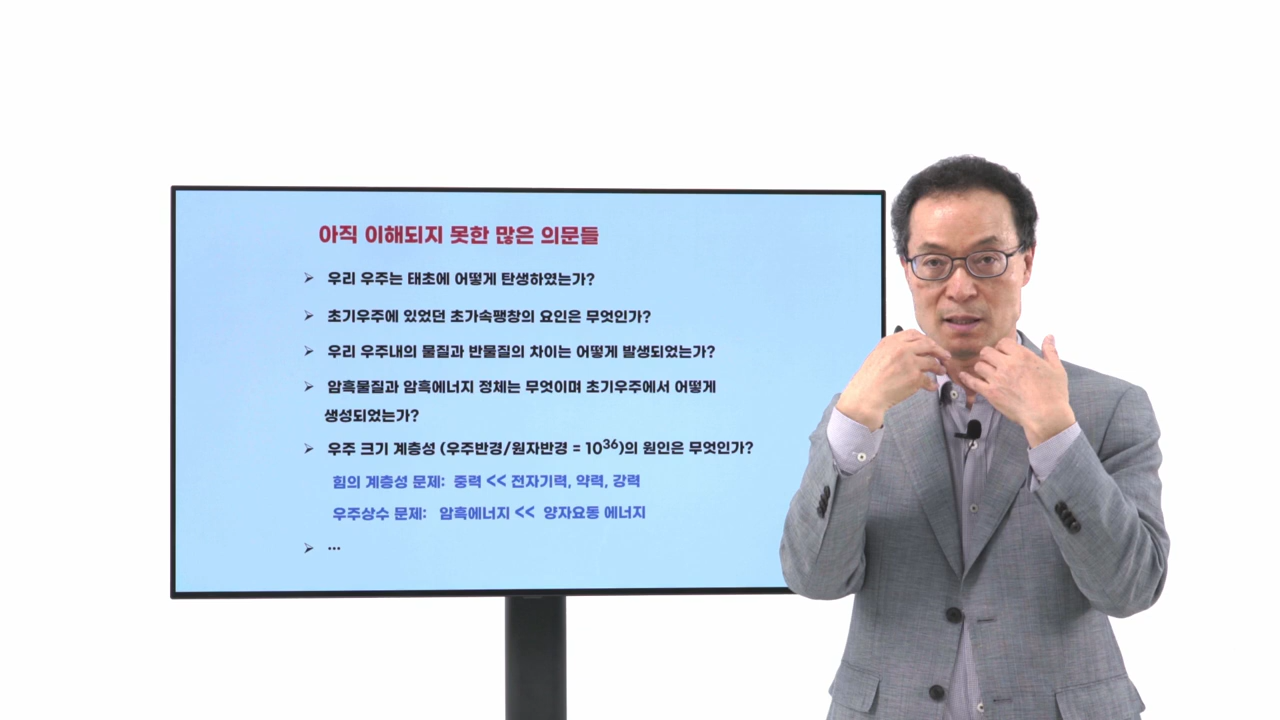 아직 이해되지 못한 많은 의문들
➢ 우리 우주는 태초에 어떻게 탄생하였는가?
➢ 초기우주에 있었던 초가속팽창의 요인은 무엇인가?
➢ 우리 우주내의 물질과 반물질의 차이는 어떻게 발생되었는가?
➢ 암흑물질과 암흑에너지 정체는 무엇이며 초기우주에서 어떻게
생성되었는가?
➢ 우주 크기 계층성 (우주반경/원자반경 = 10³⁶)의 원인은 무엇인가?
힘의 계층성 문제: 중력 << 전자기력, 약력, 강력
우주상수 문제: 암흑에너지 << 양자요동 에너지
➢ ...